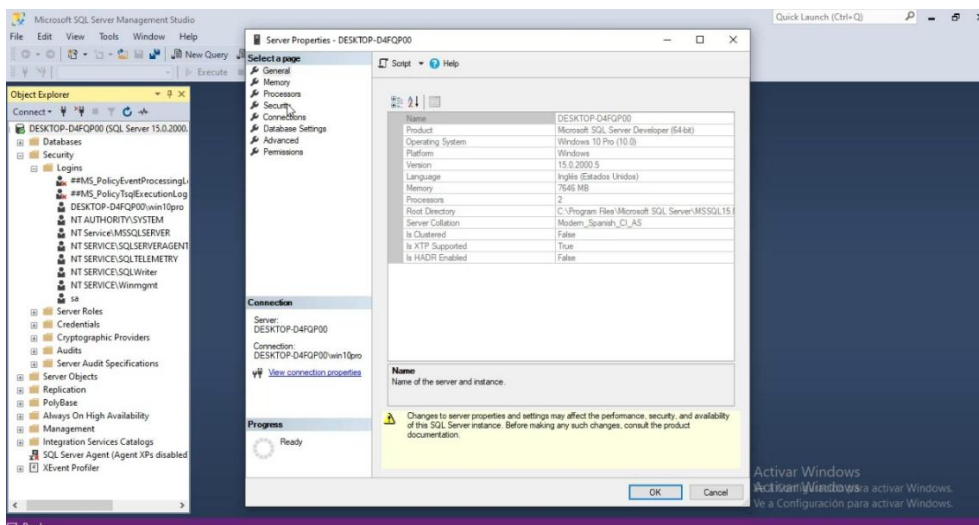 Microsoft SQL Server Management Studio
Quick Launch (Ctrl+Q)
File Edit View Tools Window Help
New Query
Execute
Object Explorer
Connect
DESKTOP-D4FQP00 (SQL Server 15.0.2000.
Databases
Security
Logins
##MS_PolicyEventProcessingL
##MS_PolicyTsqlExecutionLog
DESKTOP-D4FQP00\win10pro
NT AUTHORITY\SYSTEM
NT Service\MSSQLSERVER
NT SERVICE\SQLSERVERAGENT
NT SERVICE\SQLTELEMETRY
NT SERVICE\SQLWriter
NT SERVICE\Winmgmt
sa
Server Roles
Credentials
Cryptographic Providers
Audits
Server Audit Specifications
Server Objects
Replication
PolyBase
Always On High Availability
Management
Integration Services Catalogs
SQL Server Agent (Agent XPs disabled
XEvent Profiler
Server Properties - DESKTOP-D4FQP00
Select a page
General
Memory
Processors
Security
Connections
Database Settings
Advanced
Permissions
Connection
Server:
DESKTOP-D4FQP00
Connection:
DESKTOP-D4FQP00\win10pro
View connection properties
Progress
Ready
Script Help
Name DESKTOP-D4FQP00
Product Microsoft SQL Server Developer (64-bit)
Operating System Windows 10 Pro (10.0)
Platform Windows
Version 15.0.2000.5
Language Inglés (Estados Unidos)
Memory 7646 MB
Processors 2
Root Directory C:\Program Files\Microsoft SQL Server\MSSQL15.
Server Collation Modern_Spanish_CI_AS
Is Clustered False
Is XTP Supported True
Is HADR Enabled False
Name
Name of the server and instance.
Changes to server properties and settings may affect the performance, security, and availability
of this SQL Server instance. Before making any such changes, consult the product
documentation.
OK Cancel
Activar Windows
Activar Windows
para activar Windows.
Ve a Configuración para activar Windows.